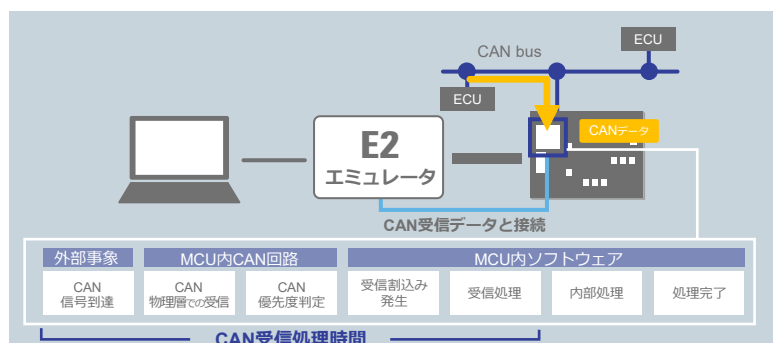 ECU
CAN bus
ECU
CANデータ
E2
エミュレータ
CAN受信データと接続
外部事象
MCU内CAN回路
MCU内ソフトウェア
CAN
信号到達
CAN
物理層での受信
CAN
優先度判定
受信割込み
発生
受信処理
内部処理
処理完了
CAN受信処理時間